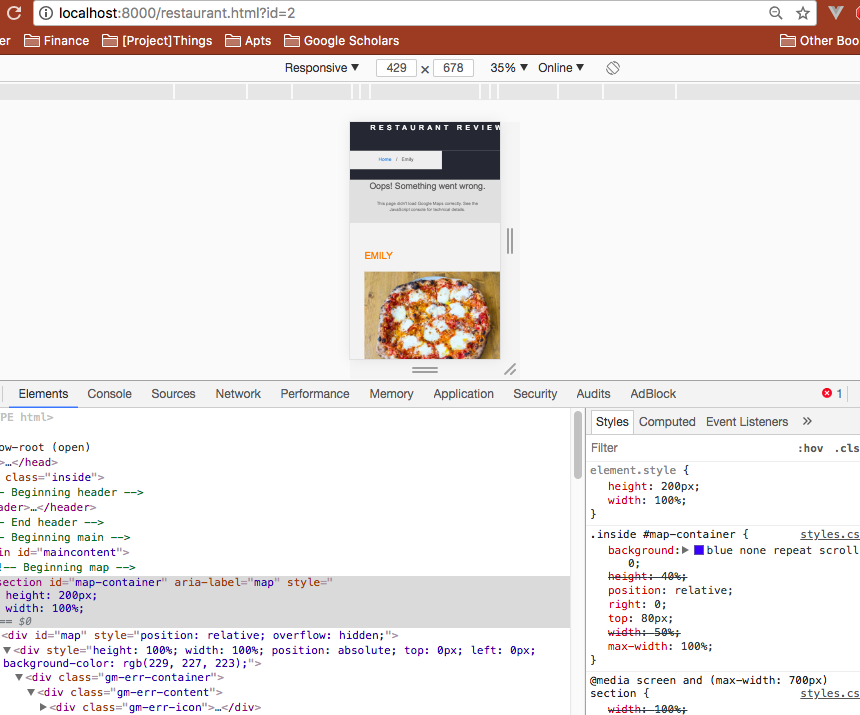 localhost:8000/restaurant.html?id=2
er Finance [Project]Things Apts Google Scholars Other Boo
Responsive ▼ 429 × 678 35% ▼ Online ▼
RESTAURANT REVIEW
Home / Emily
Oops! Something went wrong.
This page didn't load Google Maps correctly. See the
JavaScript console for technical details.
EMILY
Elements Console Sources Network Performance Memory Application Security Audits AdBlock 1
PE html>
ow-root (open)
>…</head>
class="inside">
- Beginning header -->
ader>…</header>
- End header -->
- Beginning main -->
in id="maincontent">
!-- Beginning map -->
section id="map-container" aria-label="map" style="
height: 200px;
width: 100%;
== $0
<div id="map" style="position: relative; overflow: hidden;">
▼<div style="height: 100%; width: 100%; position: absolute; top: 0px; left: 0px;
background-color: rgb(229, 227, 223);">
▼<div class="gm-err-container">
▼<div class="gm-err-content">
▶<div class="gm-err-icon">…</div>
Styles Computed Event Listeners »
Filter :hov .cls
element.style {
height: 200px;
width: 100%;
}
.inside #map-container { styles.cs
background:▶ blue none repeat scroll
0;
height: 40%;
position: relative;
right: 0;
top: 80px;
width: 50%;
max-width: 100%;
}
@media screen and (max-width: 700px)
section { styles.cs
width: 100%;